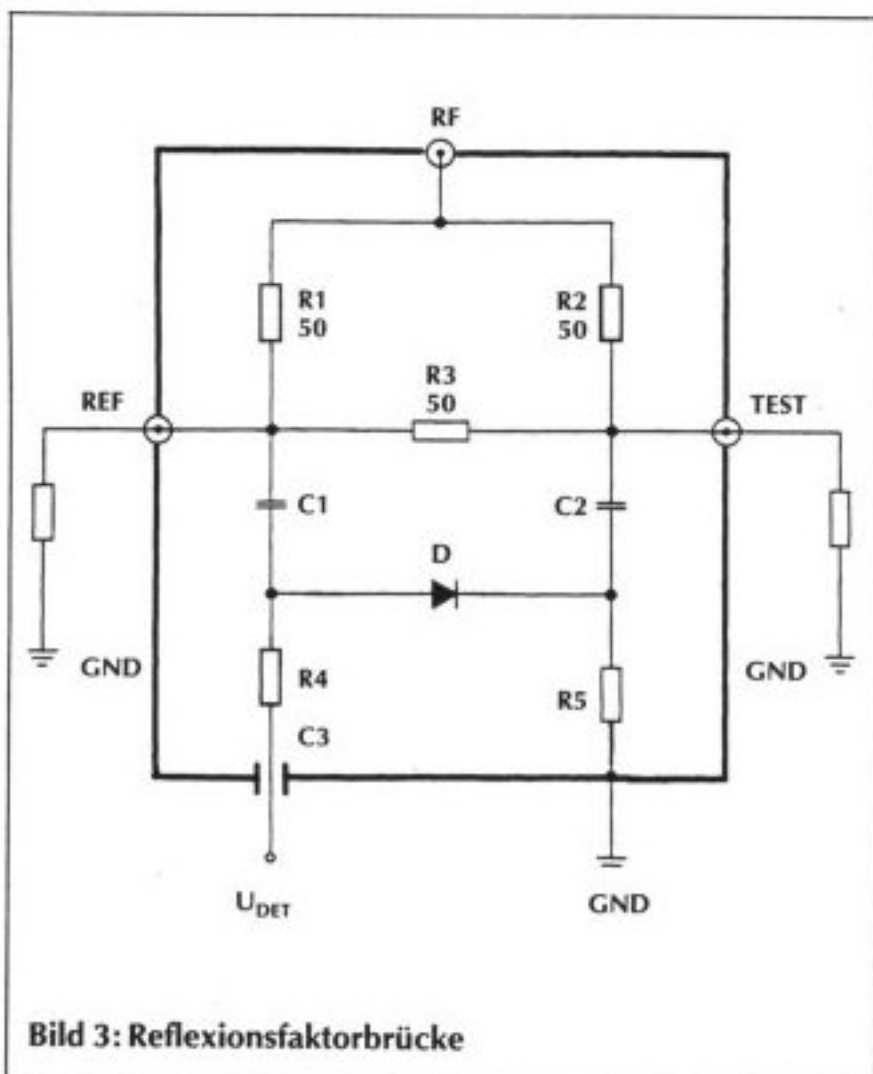 RF
R1
50
R2
50
R3
50
REF
TEST
C1
C2
D
GND
R4
R5
GND
C3
U_DET
GND
Bild 3: Reflexionsfaktorbrücke